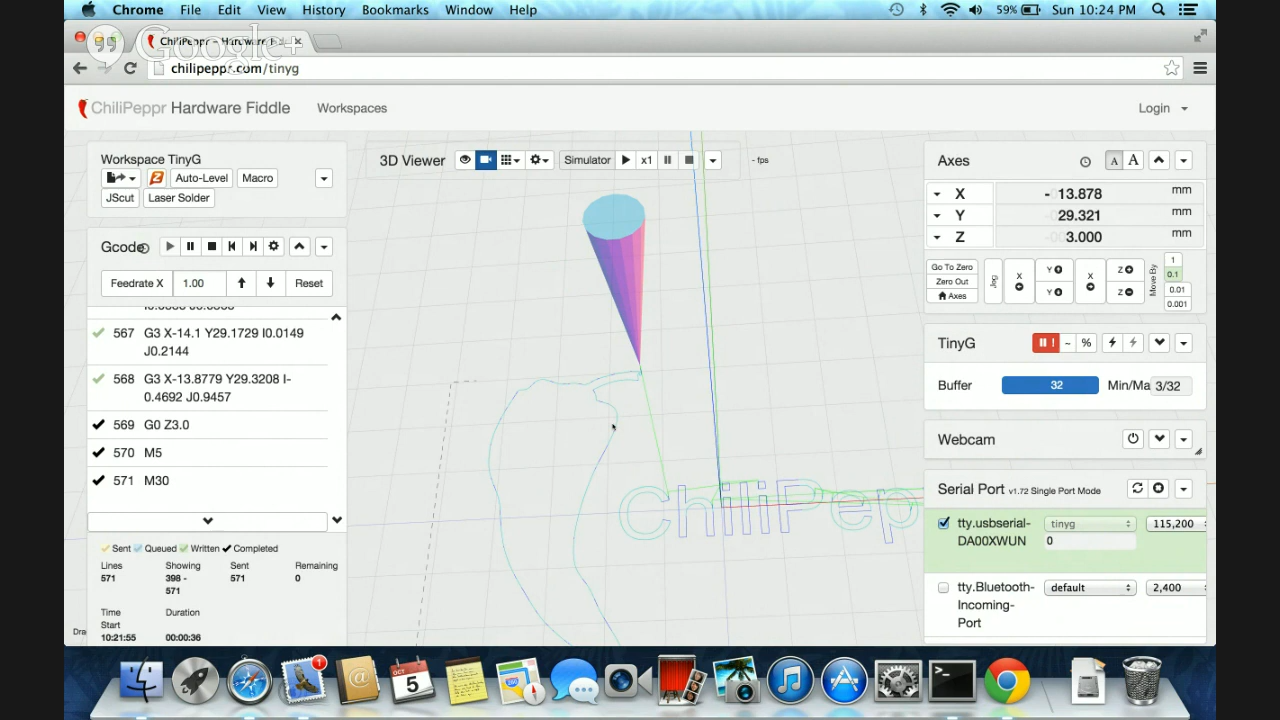 Chrome File Edit View History Bookmarks Window Help 59% Sun 10:24 PM
Google+
chilipeppr.com/tinyg
ChiliPeppr Hardware Fiddle Workspaces Login
Workspace TinyG
Auto-Level Macro
JScut Laser Solder
Gcode
Feedrate X 1.00 Reset
567 G3 X-14.1 Y29.1729 I0.0149
J0.2144
568 G3 X-13.8779 Y29.3208 I-
0.4692 J0.9457
569 G0 Z3.0
570 M5
571 M30
Sent Queued Written Completed
Lines Showing Sent Remaining
571 398 - 571 0
571
Time Duration
Start
10:21:55 00:00:36
3D Viewer Simulator x1 - fps
ChiliPep
Axes A A
X - 13.878 mm
Y 29.321 mm
Z 3.000 mm
Go To Zero
Zero Out
Axes
Jog X Y X Z
Y Z
Move By
1
0.1
0.01
0.001
TinyG ! ~ %
Buffer 32 Min/Ma 3/32
Webcam
Serial Port v1.72 Single Port Mode
tty.usbserial- tinyg 115,200
DA00XWUN 0
tty.Bluetooth- default 2,400
Incoming-
Port
1
OCT
5